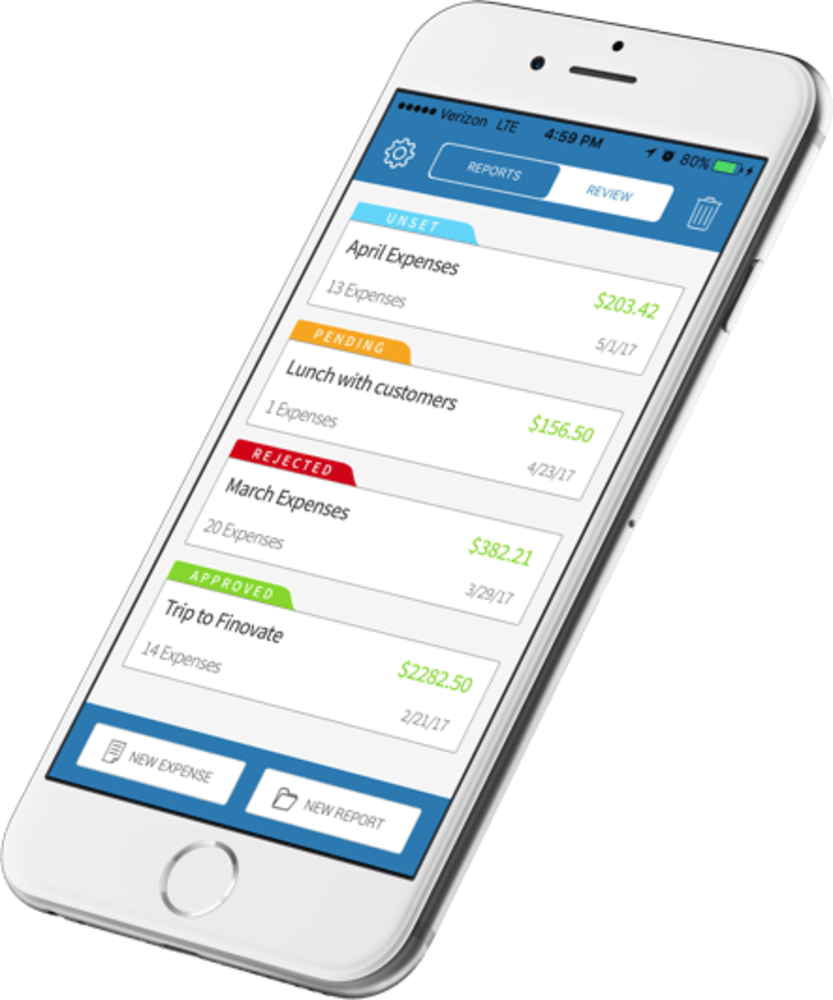 Verizon LTE 4:59 PM 80%
REPORTS REVIEW
UNSET
April Expenses
$203.42
13 Expenses
5/1/17
PENDING
Lunch with customers
$156.50
1 Expenses
4/23/17
REJECTED
March Expenses
$382.21
20 Expenses
3/29/17
APPROVED
Trip to Finovate
$2282.50
14 Expenses
2/21/17
NEW EXPENSE NEW REPORT